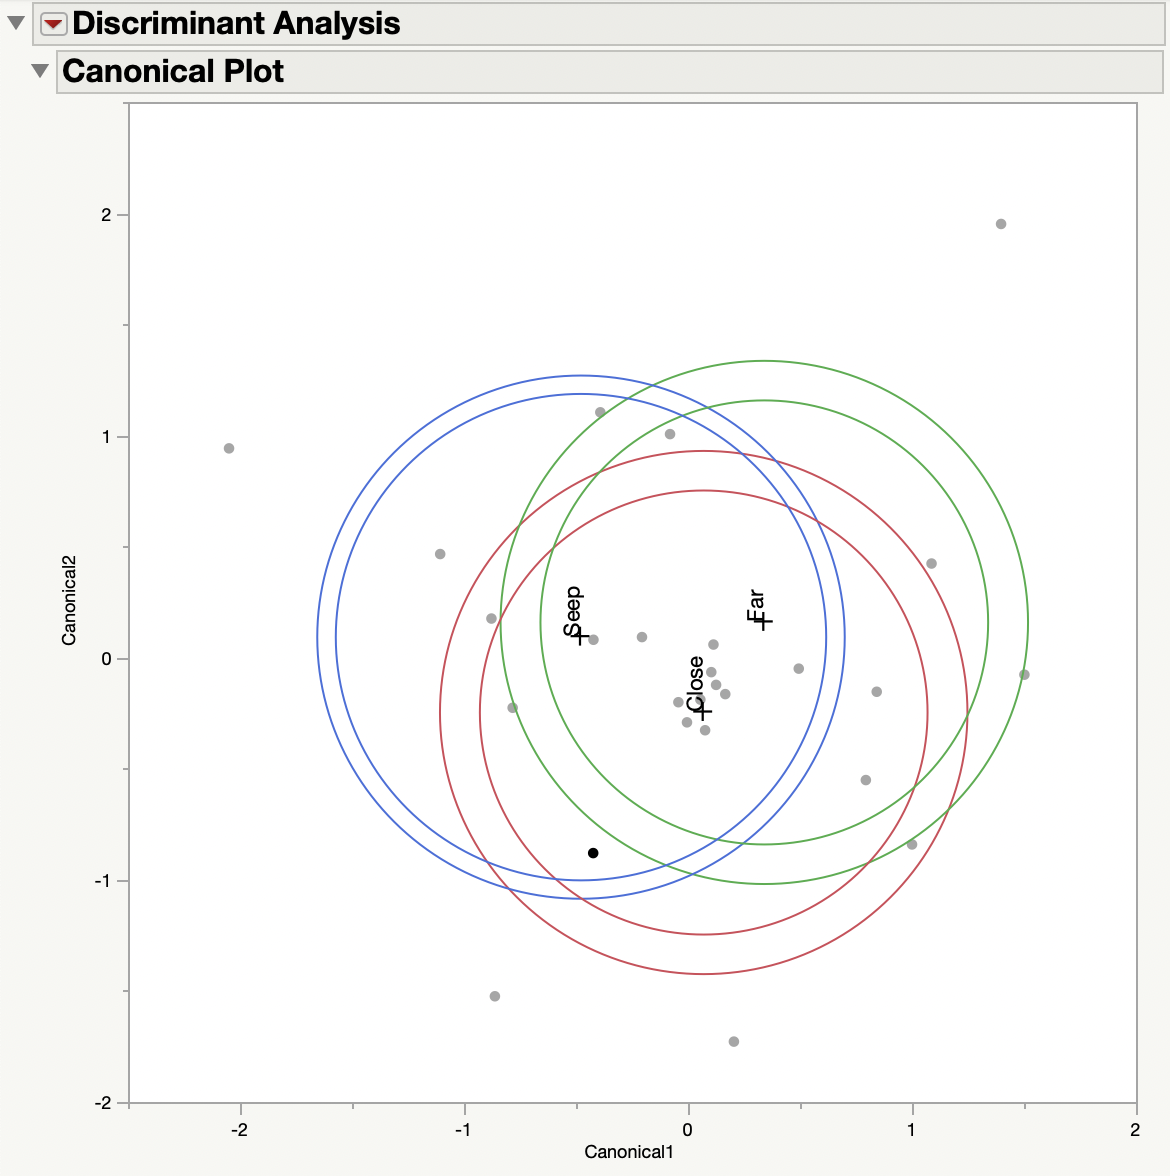 Discriminant Analysis
Canonical Plot
2
1
0
-1
-2
Canonical2
Seep
Far
Close
-2
-1
0
1
2
Canonical1